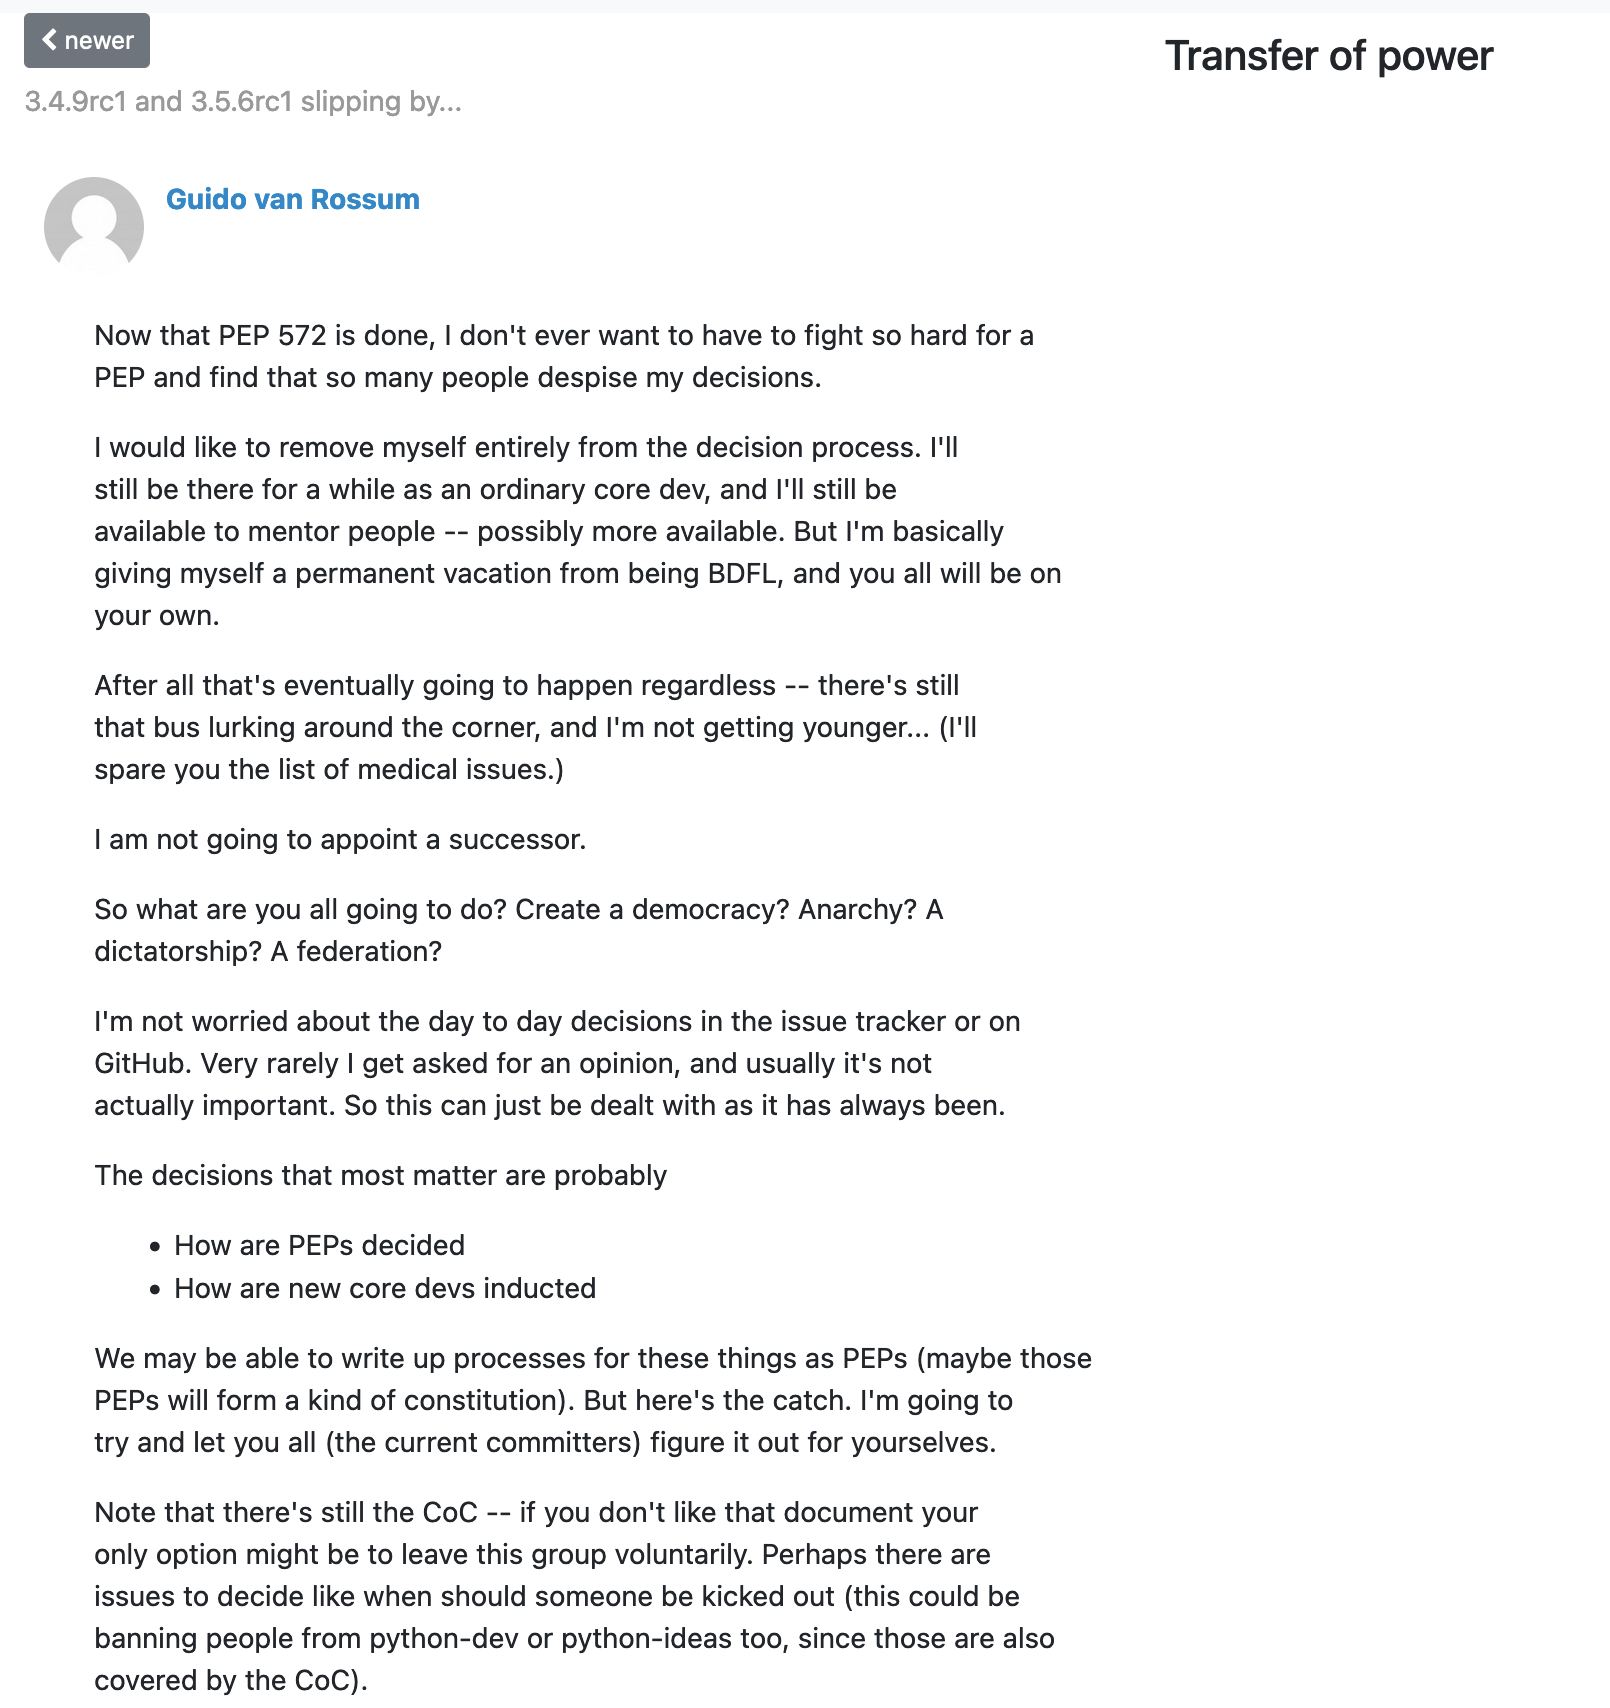 newer
Transfer of power
3.4.9rc1 and 3.5.6rc1 slipping by...
Guido van Rossum
Now that PEP 572 is done, I don't ever want to have to fight so hard for a
PEP and find that so many people despise my decisions.
I would like to remove myself entirely from the decision process. I'll
still be there for a while as an ordinary core dev, and I'll still be
available to mentor people -- possibly more available. But I'm basically
giving myself a permanent vacation from being BDFL, and you all will be on
your own.
After all that's eventually going to happen regardless -- there's still
that bus lurking around the corner, and I'm not getting younger... (I'll
spare you the list of medical issues.)
I am not going to appoint a successor.
So what are you all going to do? Create a democracy? Anarchy? A
dictatorship? A federation?
I'm not worried about the day to day decisions in the issue tracker or on
GitHub. Very rarely I get asked for an opinion, and usually it's not
actually important. So this can just be dealt with as it has always been.
The decisions that most matter are probably
• How are PEPs decided
• How are new core devs inducted
We may be able to write up processes for these things as PEPs (maybe those
PEPs will form a kind of constitution). But here's the catch. I'm going to
try and let you all (the current committers) figure it out for yourselves.
Note that there's still the CoC -- if you don't like that document your
only option might be to leave this group voluntarily. Perhaps there are
issues to decide like when should someone be kicked out (this could be
banning people from python-dev or python-ideas too, since those are also
covered by the CoC).